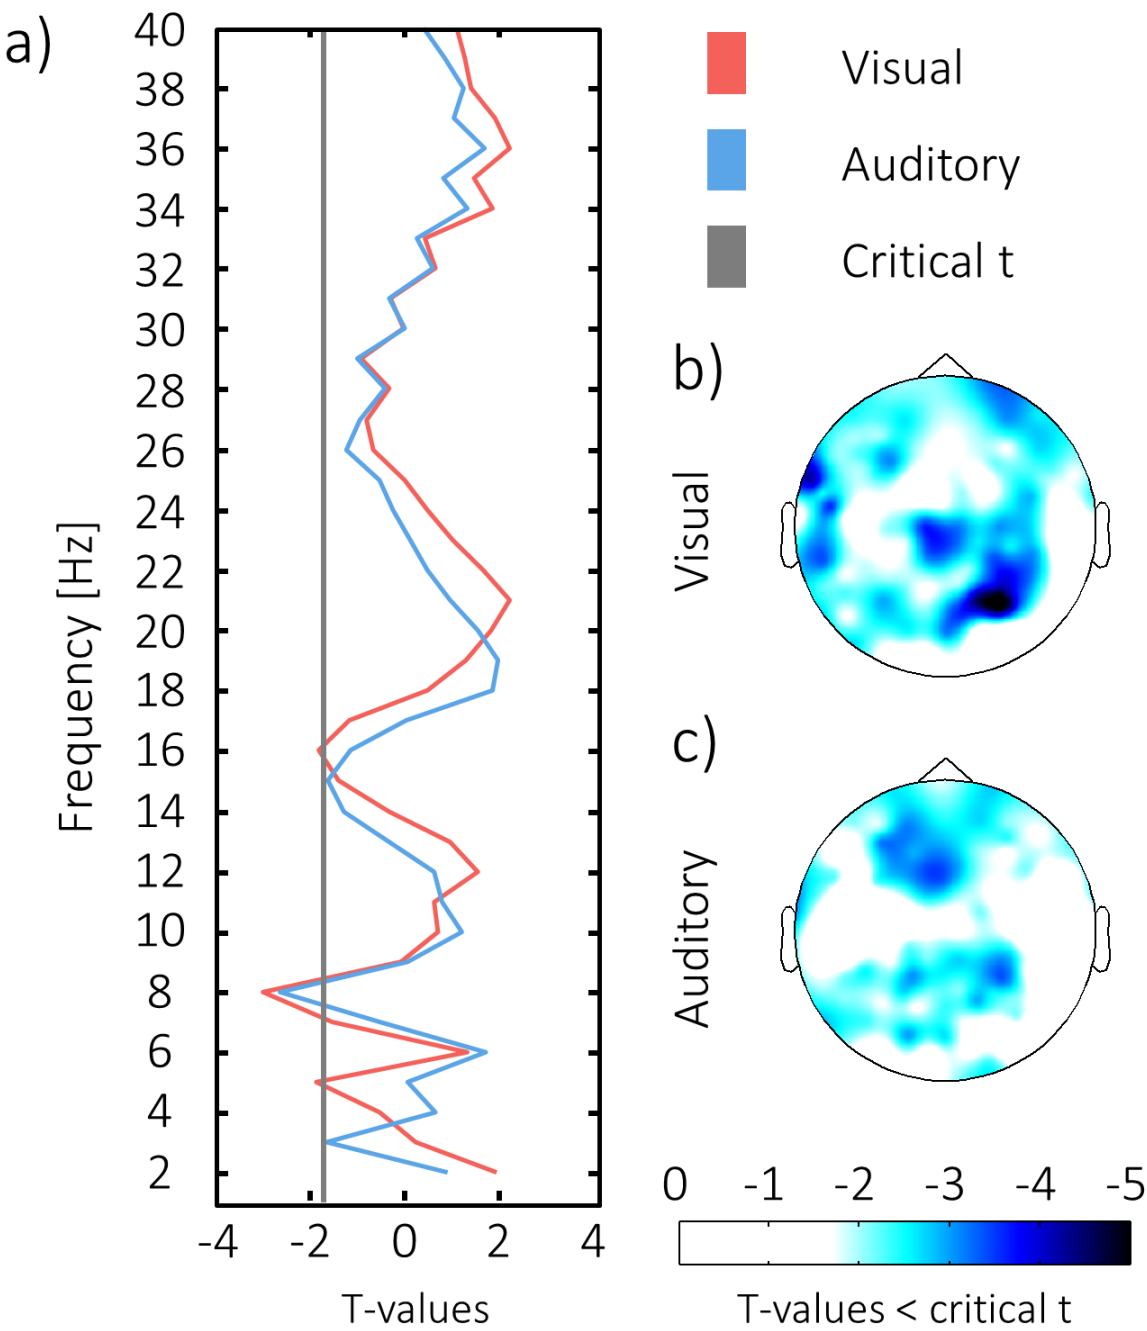 a)
40
38
36
34
32
30
28
26
24
22
20
18
16
14
12
10
8
6
4
2
Frequency [Hz]
-4 -2 0 2 4
T-values
Visual
Auditory
Critical t
b)
Visual
c)
Auditory
0 -1 -2 -3 -4 -5
T-values < critical t